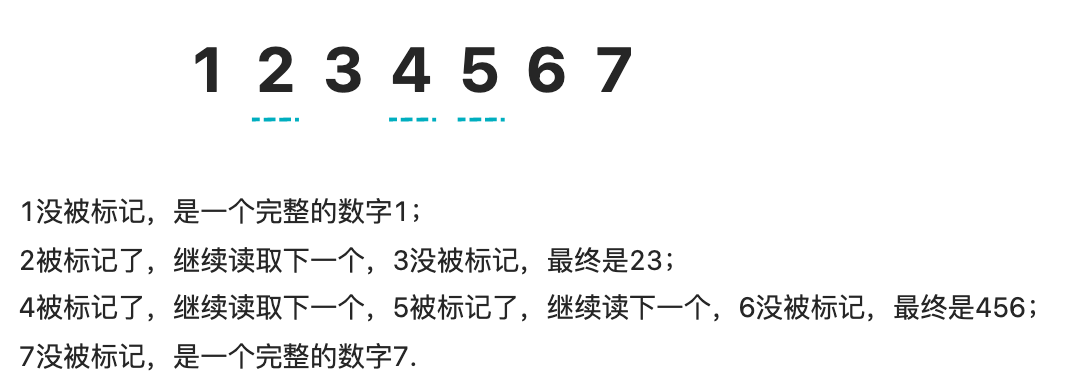 1 2 3 4 5 6 7
1没被标记，是一个完整的数字1；
2被标记了，继续读取下一个，3没被标记，最终是23；
4被标记了，继续读取下一个，5被标记了，继续读下一个，6没被标记，最终是456；
7没被标记，是一个完整的数字7.